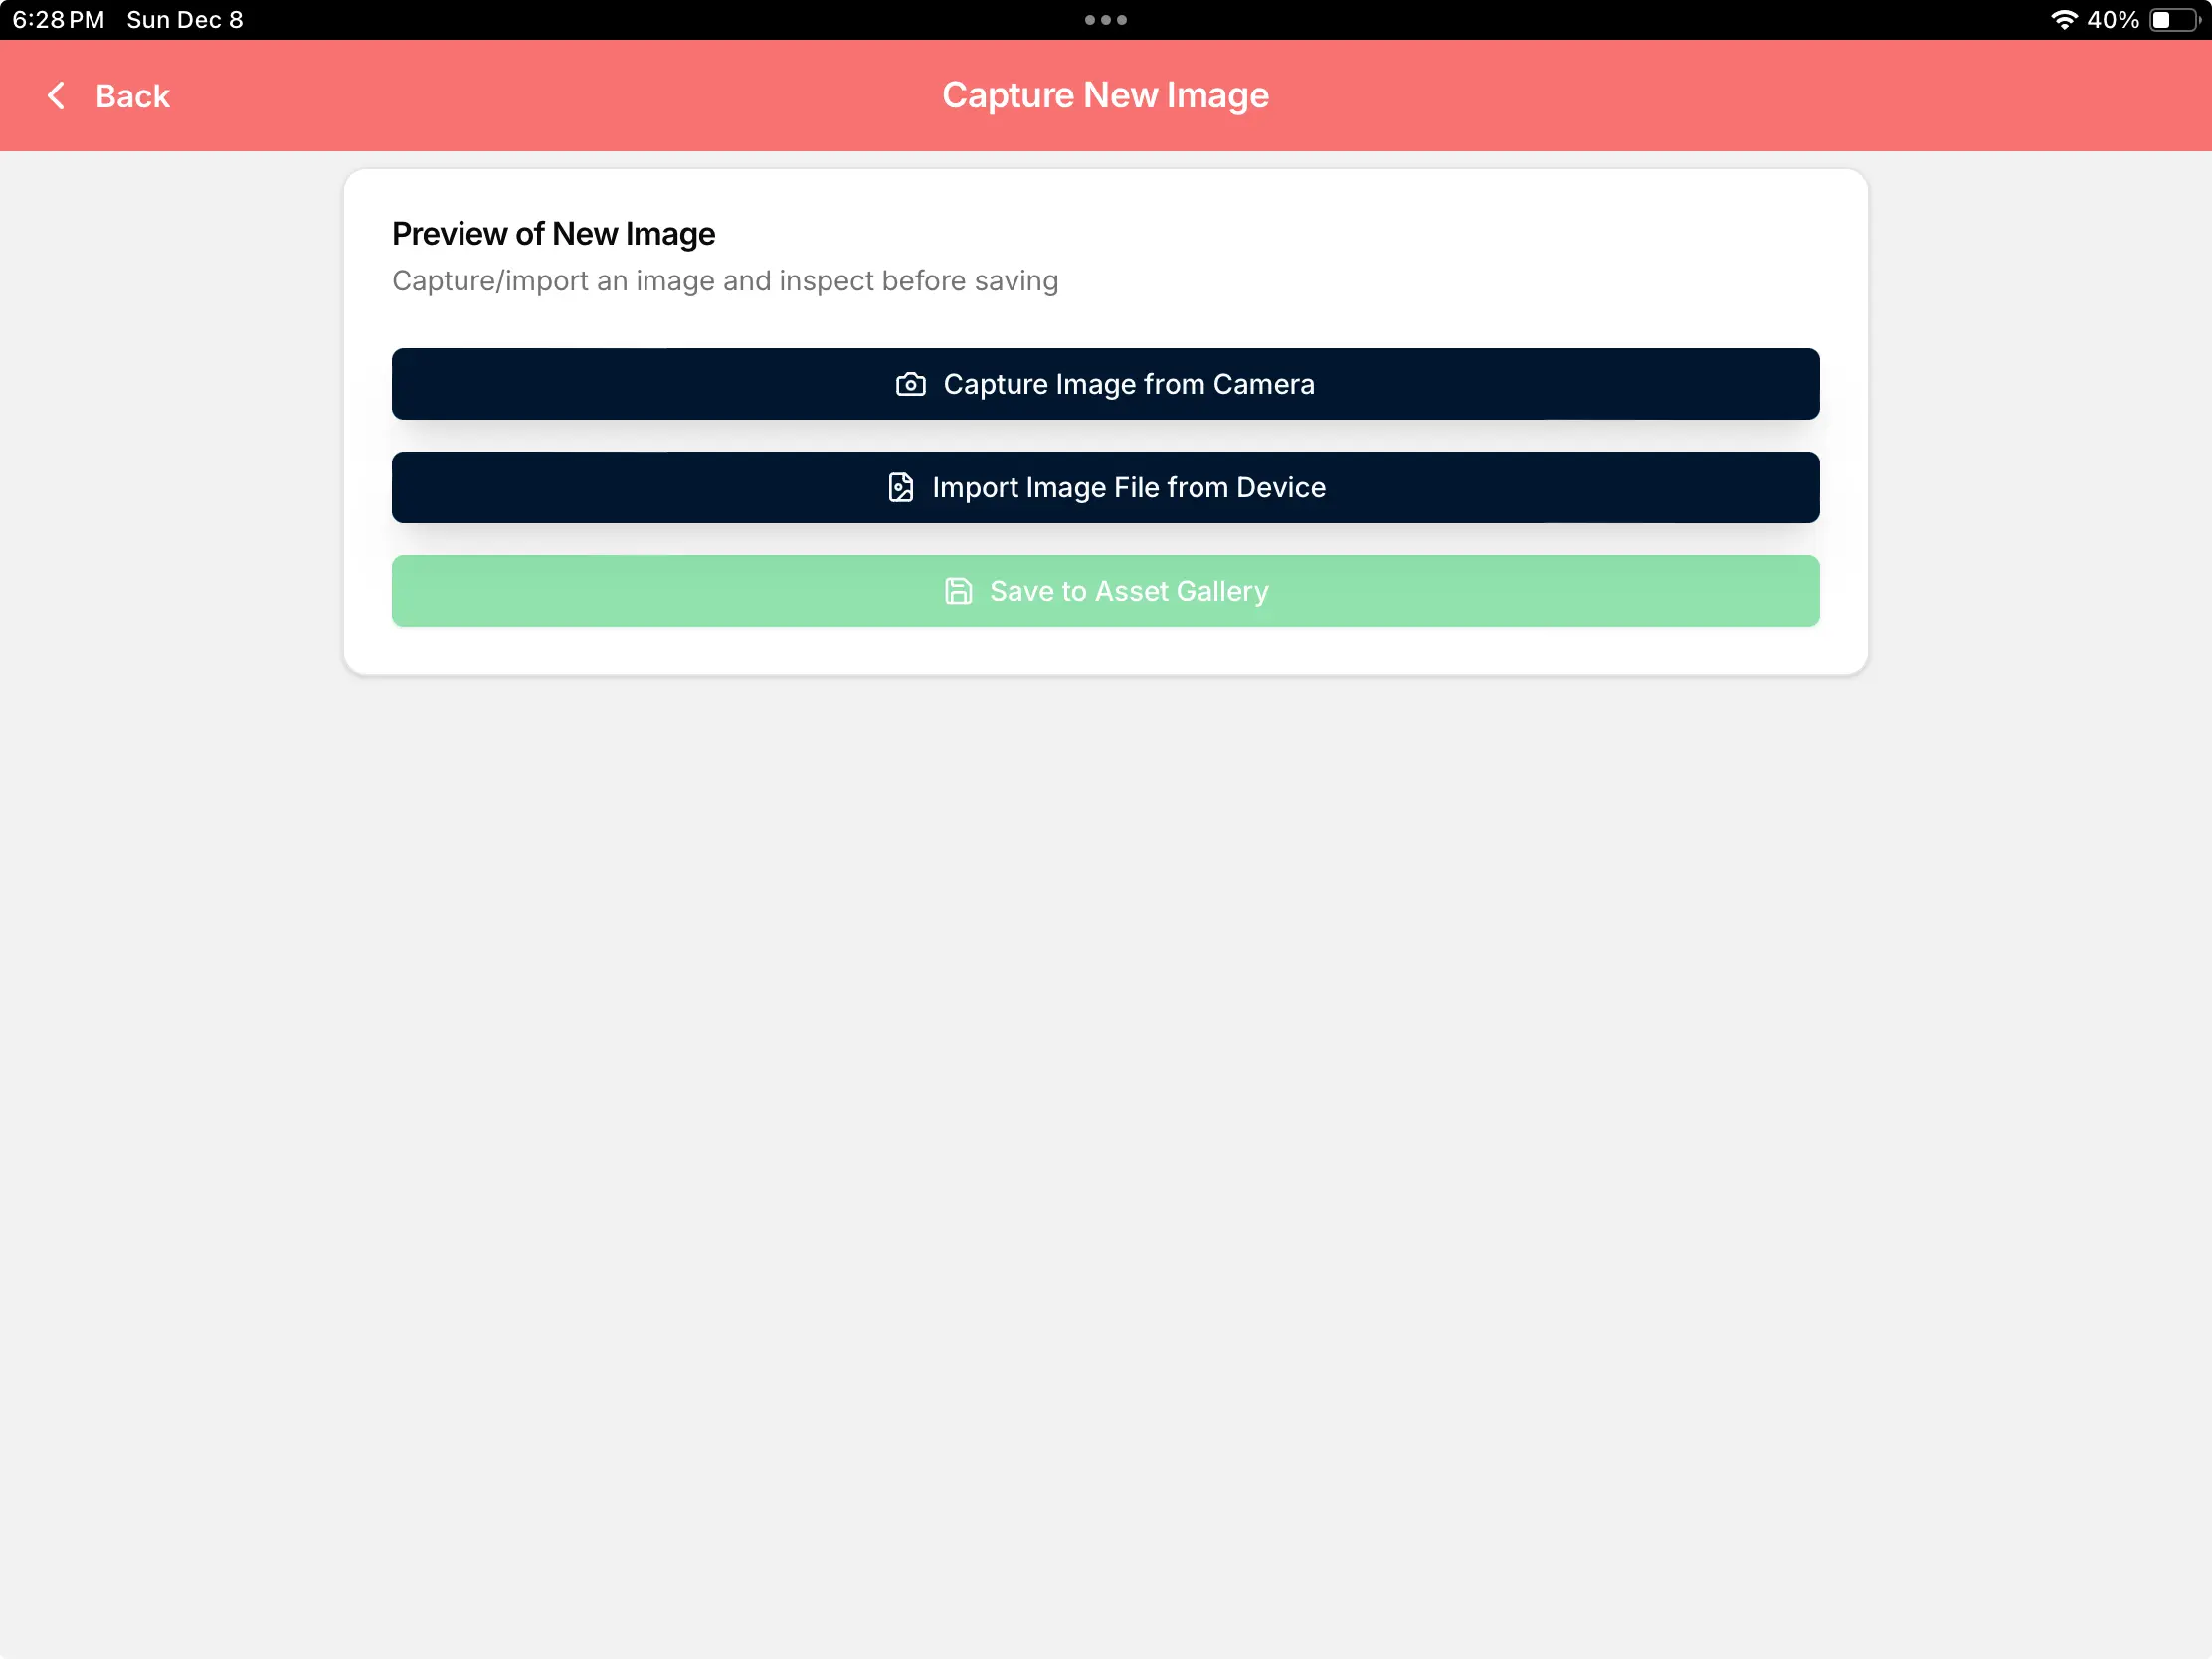 6:28 PM Sun Dec 8 40%
Back Capture New Image
Preview of New Image
Capture/import an image and inspect before saving
Capture Image from Camera
Import Image File from Device
Save to Asset Gallery